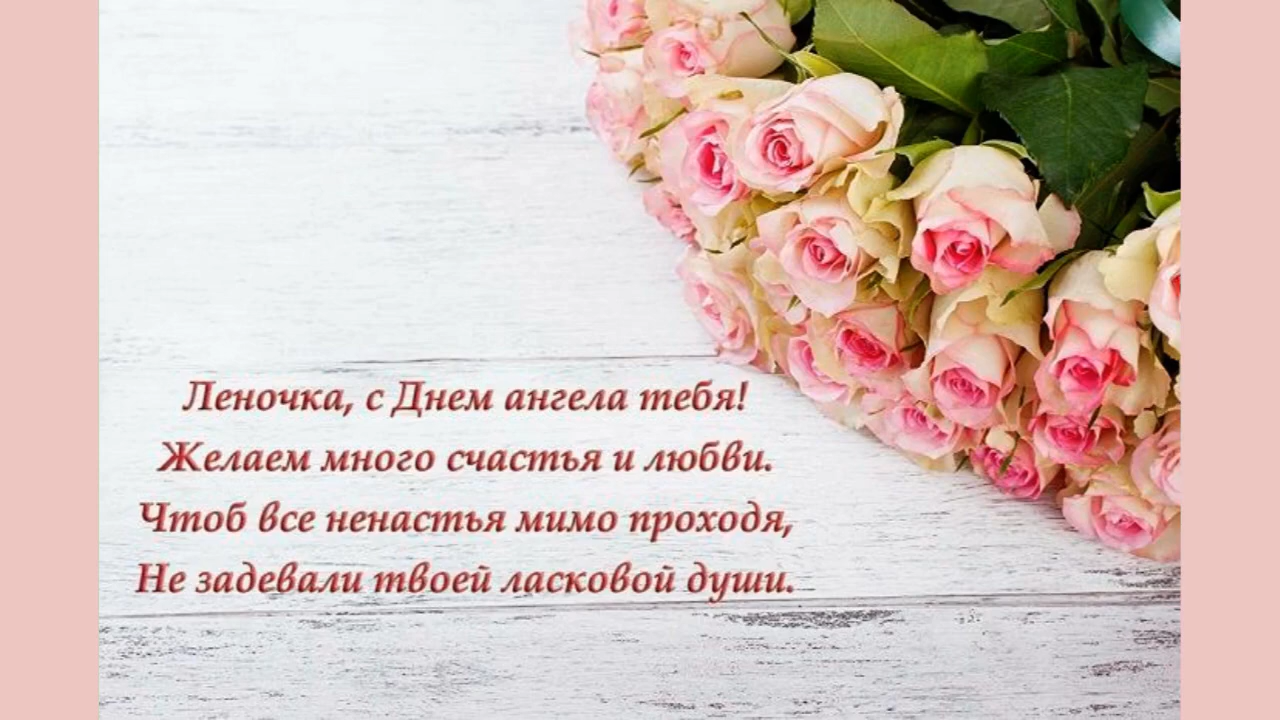 Леночка, с Днем ангела тебя!
Желаем много счастья и любви.
Чтоб все ненастья мимо проходя,
Не задевали твоей ласковой души.